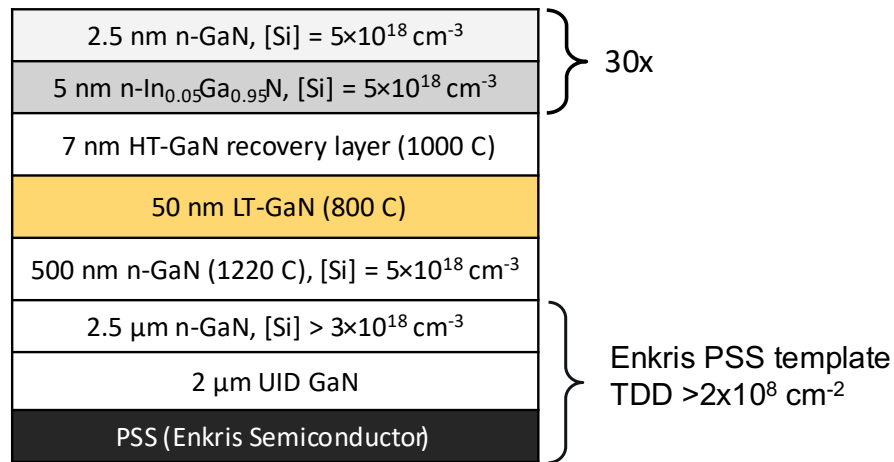 2.5 nm n-GaN, [Si] = 5×10¹⁸ cm⁻³
30x
5 nm n-In₀.₀₅Ga₀.₉₅N, [Si] = 5×10¹⁸ cm⁻³
7 nm HT-GaN recovery layer (1000 C)
50 nm LT-GaN (800 C)
500 nm n-GaN (1220 C), [Si] = 5×10¹⁸ cm⁻³
2.5 µm n-GaN, [Si] > 3×10¹⁸ cm⁻³
2 µm UID GaN
PSS (Enkris Semiconductor)
Enkris PSS template
TDD >2x10⁸ cm⁻²